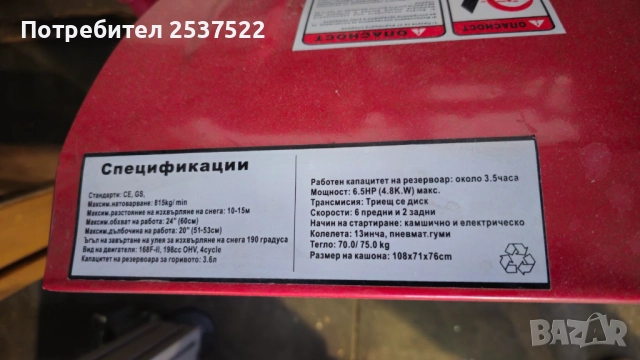 Потребител 2537522
ОПАСНОСТ
ОПАСНОСТ
ОПАСНОСТ
Спецификации
Стандарти: CE, GS,
Максим.натоварване: 815kg/min
Максим.разстояние на изхвърляне на снега: 10-15м
Максим.обхват на работа: 24" (60см)
Максим.дълбочина на работа: 20" (51-53см)
Ъгъл на завъртане на улея за изхвърляне на снега 190 градуса
Вид на двигателя: 168F-II, 196cc OHV, 4cycle
Капацитет на резервоара за горивото: 3.6л
Работен капацитет на резервоар: около 3.5часа
Мощност: 6.5HP (4.8K.W) макс.
Трансмисия: Триещ се диск
Скорости: 6 предни и 2 задни
Начин на стартиране: камшично и електрическо
Колелета: 13инча, пневмат.гуми
Тегло: 70.0/ 75.0 kg
Размер на кашона: 108x71x76cm
BAZAR
bg